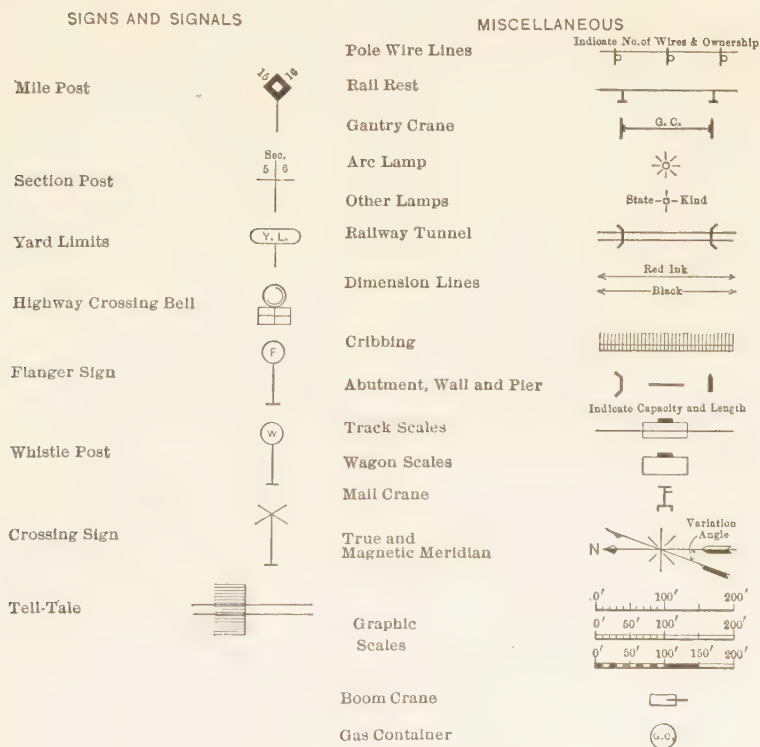 SIGNS AND SIGNALS
Mile Post
15 16
Section Post
Sec.
5 6
Yard Limits
Y. L.
Highway Crossing Bell
Flanger Sign
F
Whistle Post
W
Crossing Sign
Tell-Tale
MISCELLANEOUS
Indicate No. of Wires & Ownership
Pole Wire Lines
Rail Rest
Gantry Crane
G. C.
Arc Lamp
Other Lamps
State Kind
Railway Tunnel
Dimension Lines
Red Ink
Black
Cribbing
Abutment, Wall and Pier
Indicate Capacity and Length
Track Scales
Wagon Scales
Mail Crane
True and
Magnetic Meridian
N
Variation
Angle
Graphic
Scales
0' 100' 200'
0' 50' 100' 200'
0' 50' 100' 150' 200'
Boom Crane
Gas Container
G.C.